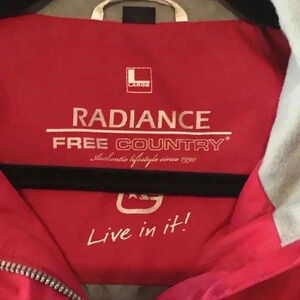 L
LARGE
RADIANCE
FREE COUNTRY®
Authentic lifestyle since 1990
Live in it!